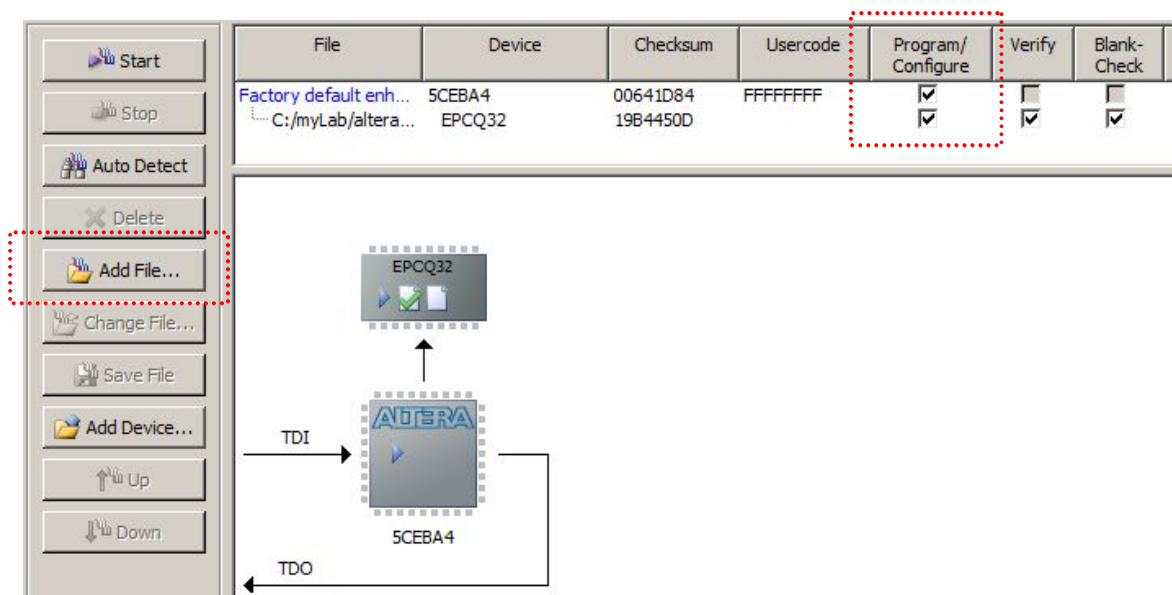 Start
Stop
Auto Detect
Delete
Add File...
Change File...
Save File
Add Device...
Up
Down
File Device Checksum Usercode Program/ Verify Blank-
Configure Check
Factory default enh... 5CEBA4 00641D84 FFFFFFFF
C:/myLab/altera... EPCQ32 19B4450D
EPCQ32
ALTERA
TDI
5CEBA4
TDO